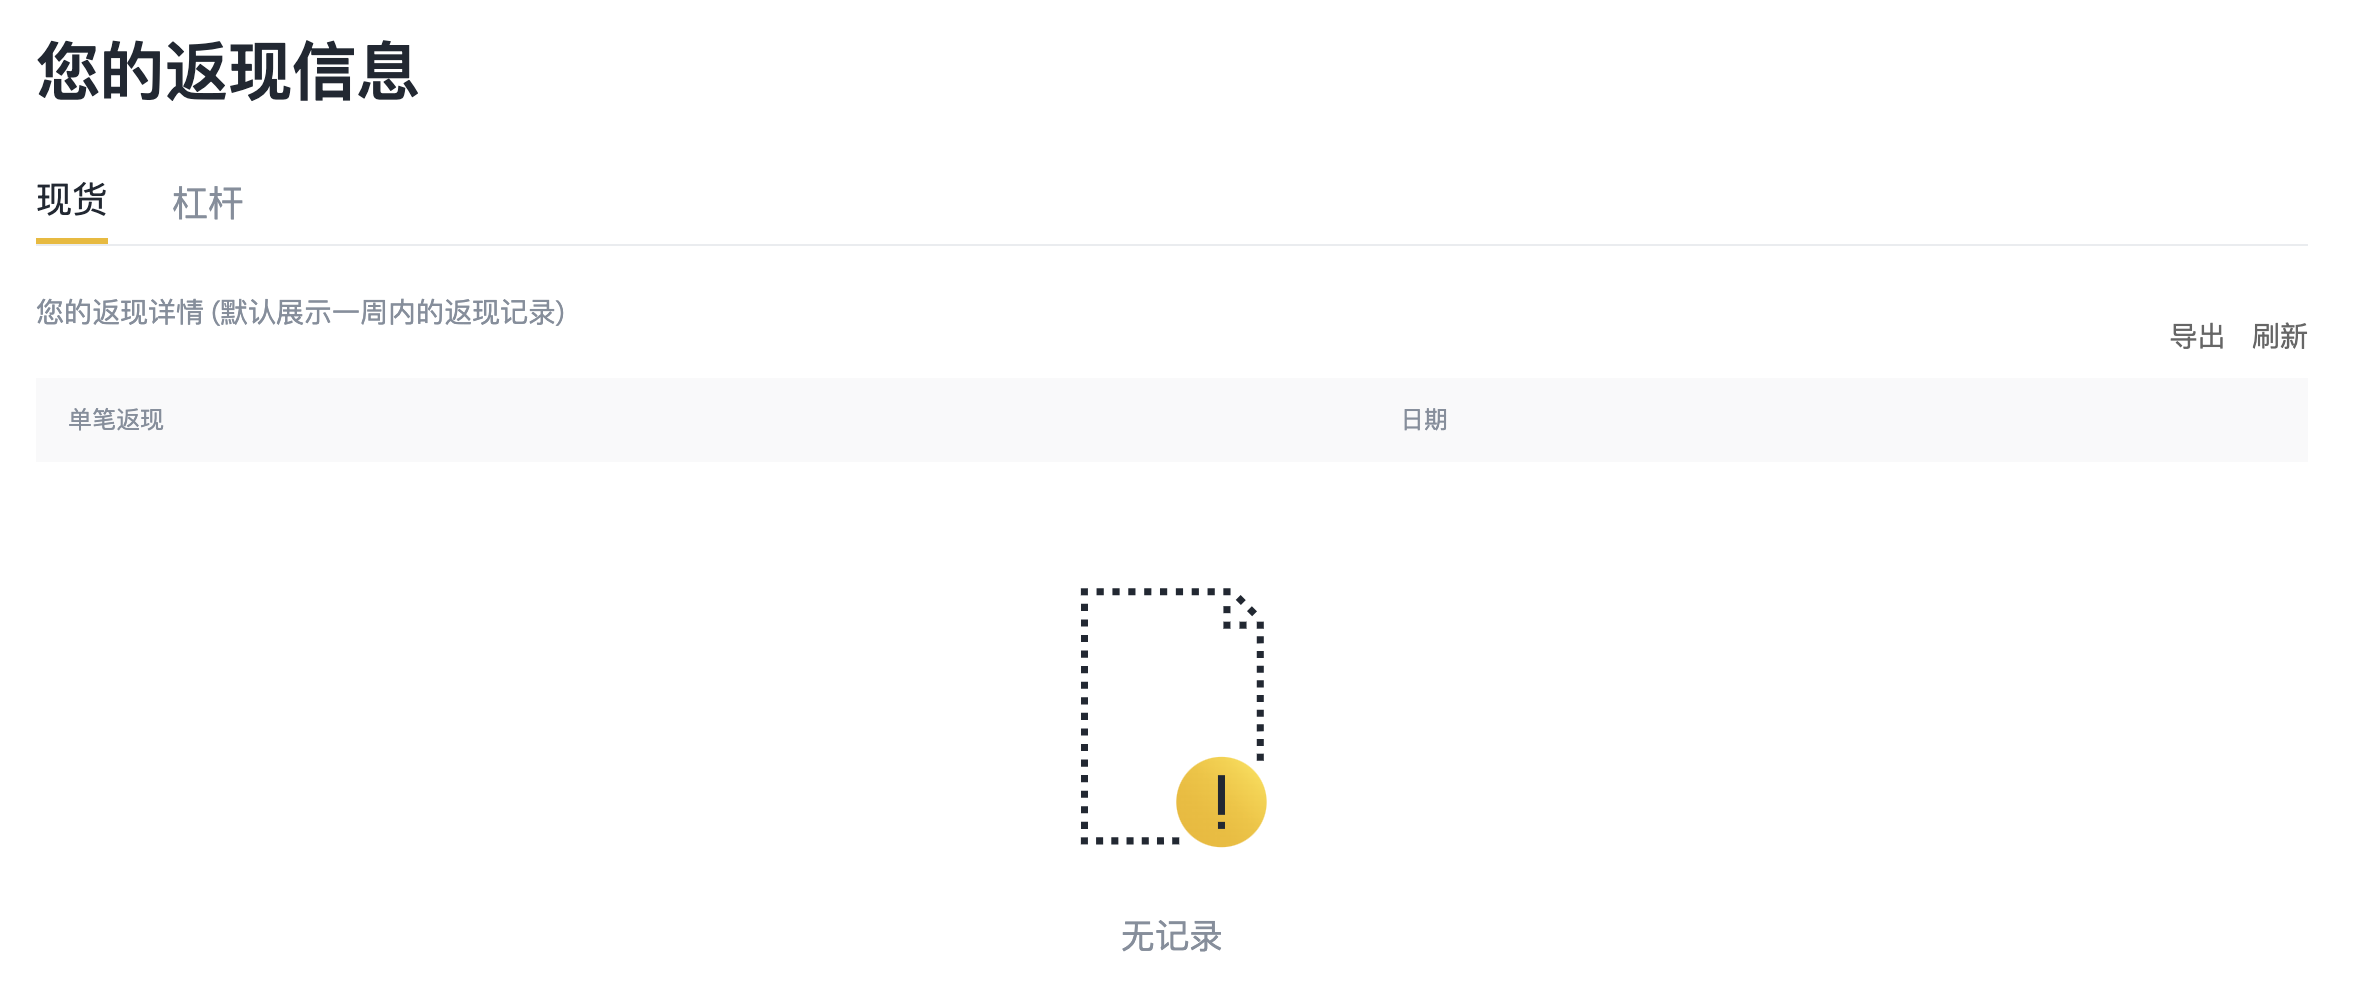 您的返现信息
现货 杠杆
您的返现详情 (默认展示一周内的返现记录)
导出 刷新
单笔返现 日期
无记录